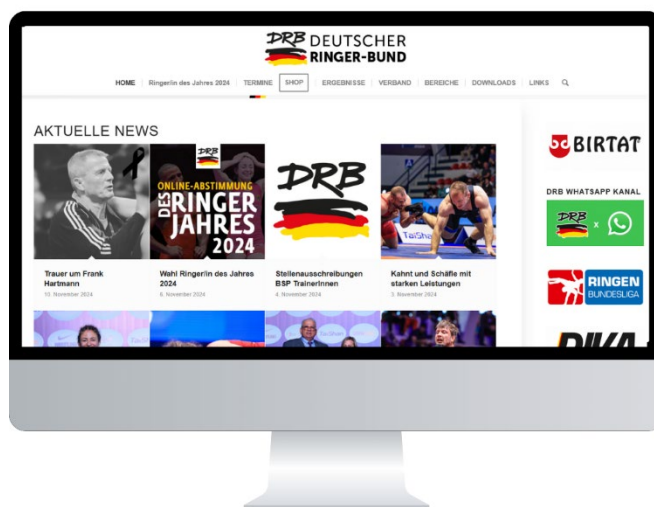 DRB DEUTSCHER
RINGER-BUND
HOME
Ringer/in des Jahres 2024
TERMINE
SHOP
ERGEBNISSE
VERBAND
BEREICHE
DOWNLOADS
LINKS
AKTUELLE NEWS
DRB
ONLINE-ABSTIMMUNG
DES RINGER
JAHRES
2024
DRB
TaiShan
Trauer um Frank
Hartmann
10. November 2024
Wahl Ringer/in des Jahres
2024
6. November 2024
Stellenausschreibungen
BSP TrainerInnen
4. November 2024
Kahnt und Schäfle mit
starken Leistungen
3. November 2024
BIRTAT
DRB WHATSAPP KANAL
DRB x
RINGEN
BUNDESLIGA